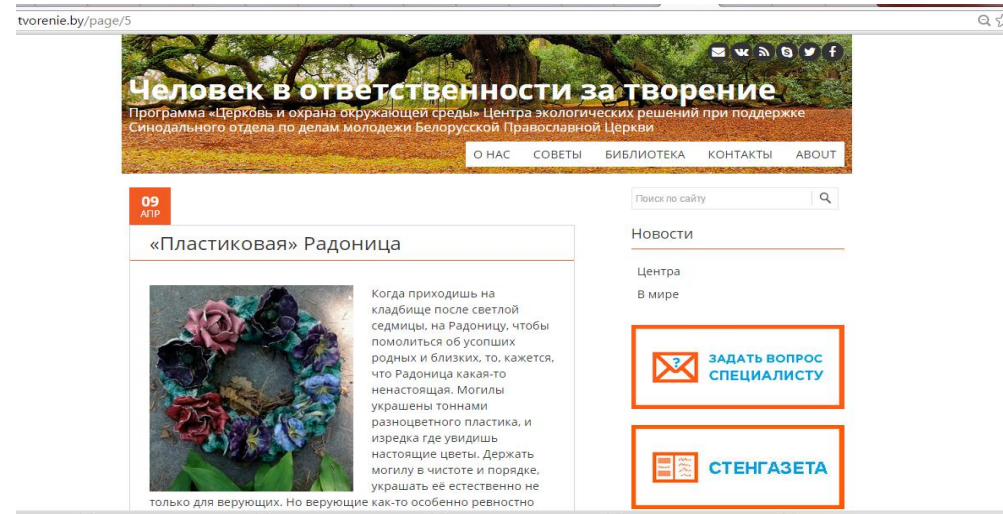 tvorenie.by/page/5
Человек в ответственности за творение
Программа «Церковь и охрана окружающей среды» Центра экологических решений при поддержке
Синодального отдела по делам молодежи Белорусской Православной Церкви
О НАС СОВЕТЫ БИБЛИОТЕКА КОНТАКТЫ ABOUT
09
АПР
«Пластиковая» Радоница
Когда приходишь на
кладбище после светлой
седмицы, на Радоницу, чтобы
помолиться об усопших
родных и близких, то, кажется,
что Радоница какая-то
ненастоящая. Могилы
украшены тоннами
разноцветного пластика, и
изредка где увидишь
настоящие цветы. Держать
могилу в чистоте и порядке,
украшать её естественно не
только для верующих. Но верующие как-то особенно ревностно
Поиск по сайту
Новости
Центра
В мире
ЗАДАТЬ ВОПРОС
СПЕЦИАЛИСТУ
СТЕНГАЗЕТА